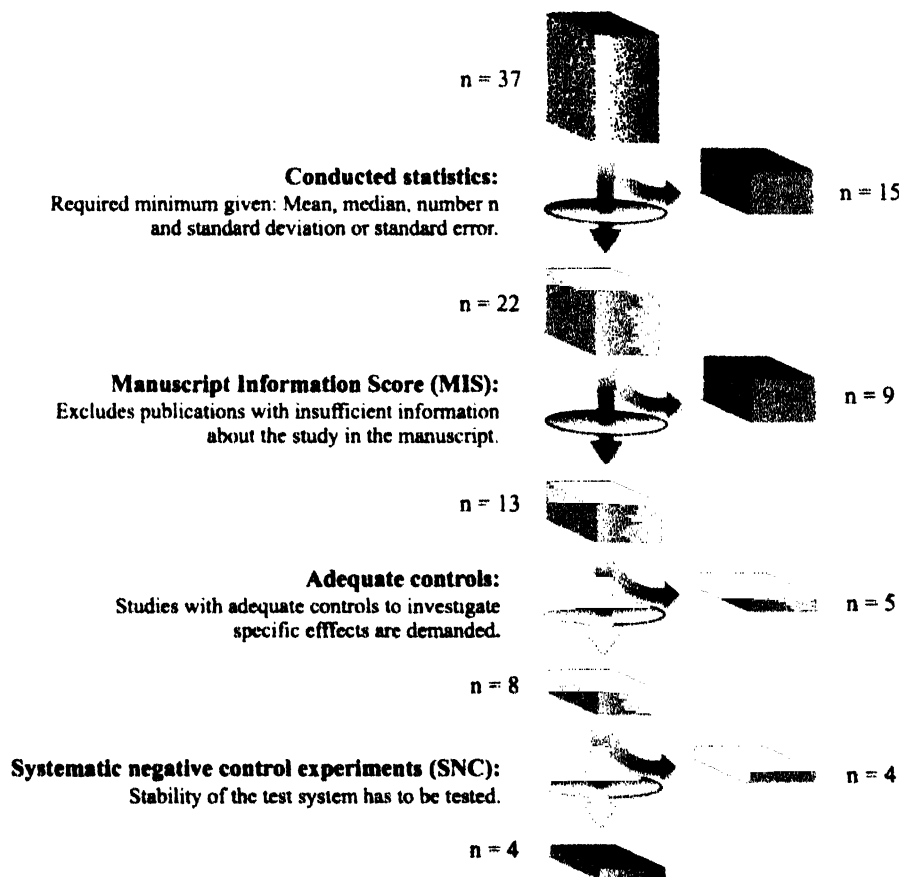 n = 37
Conducted statistics:
Required minimum given: Mean, median, number n
and standard deviation or standard error.
n = 15
n = 22
Manuscript Information Score (MIS):
Excludes publications with insufficient information
about the study in the manuscript.
n = 9
n = 13
Adequate controls:
Studies with adequate controls to investigate
specific efffects are demanded.
n = 5
n = 8
Systematic negative control experiments (SNC):
Stability of the test system has to be tested.
n = 4
n = 4